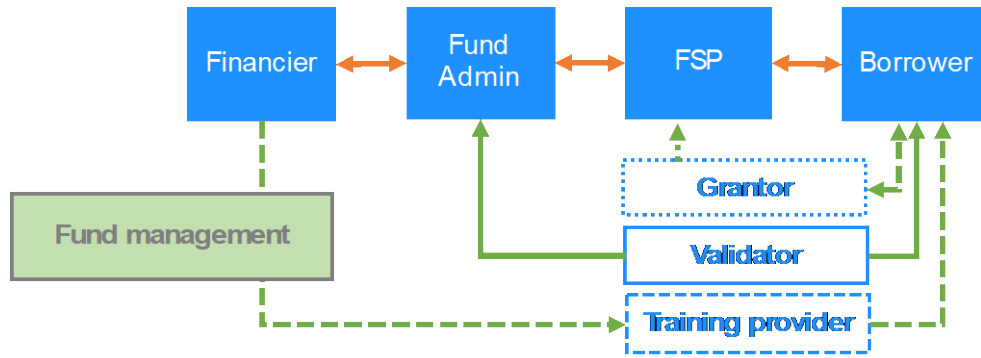 Financier
Fund
Admin
FSP
Borrower
Grantor
Fund management
Validator
Training provider